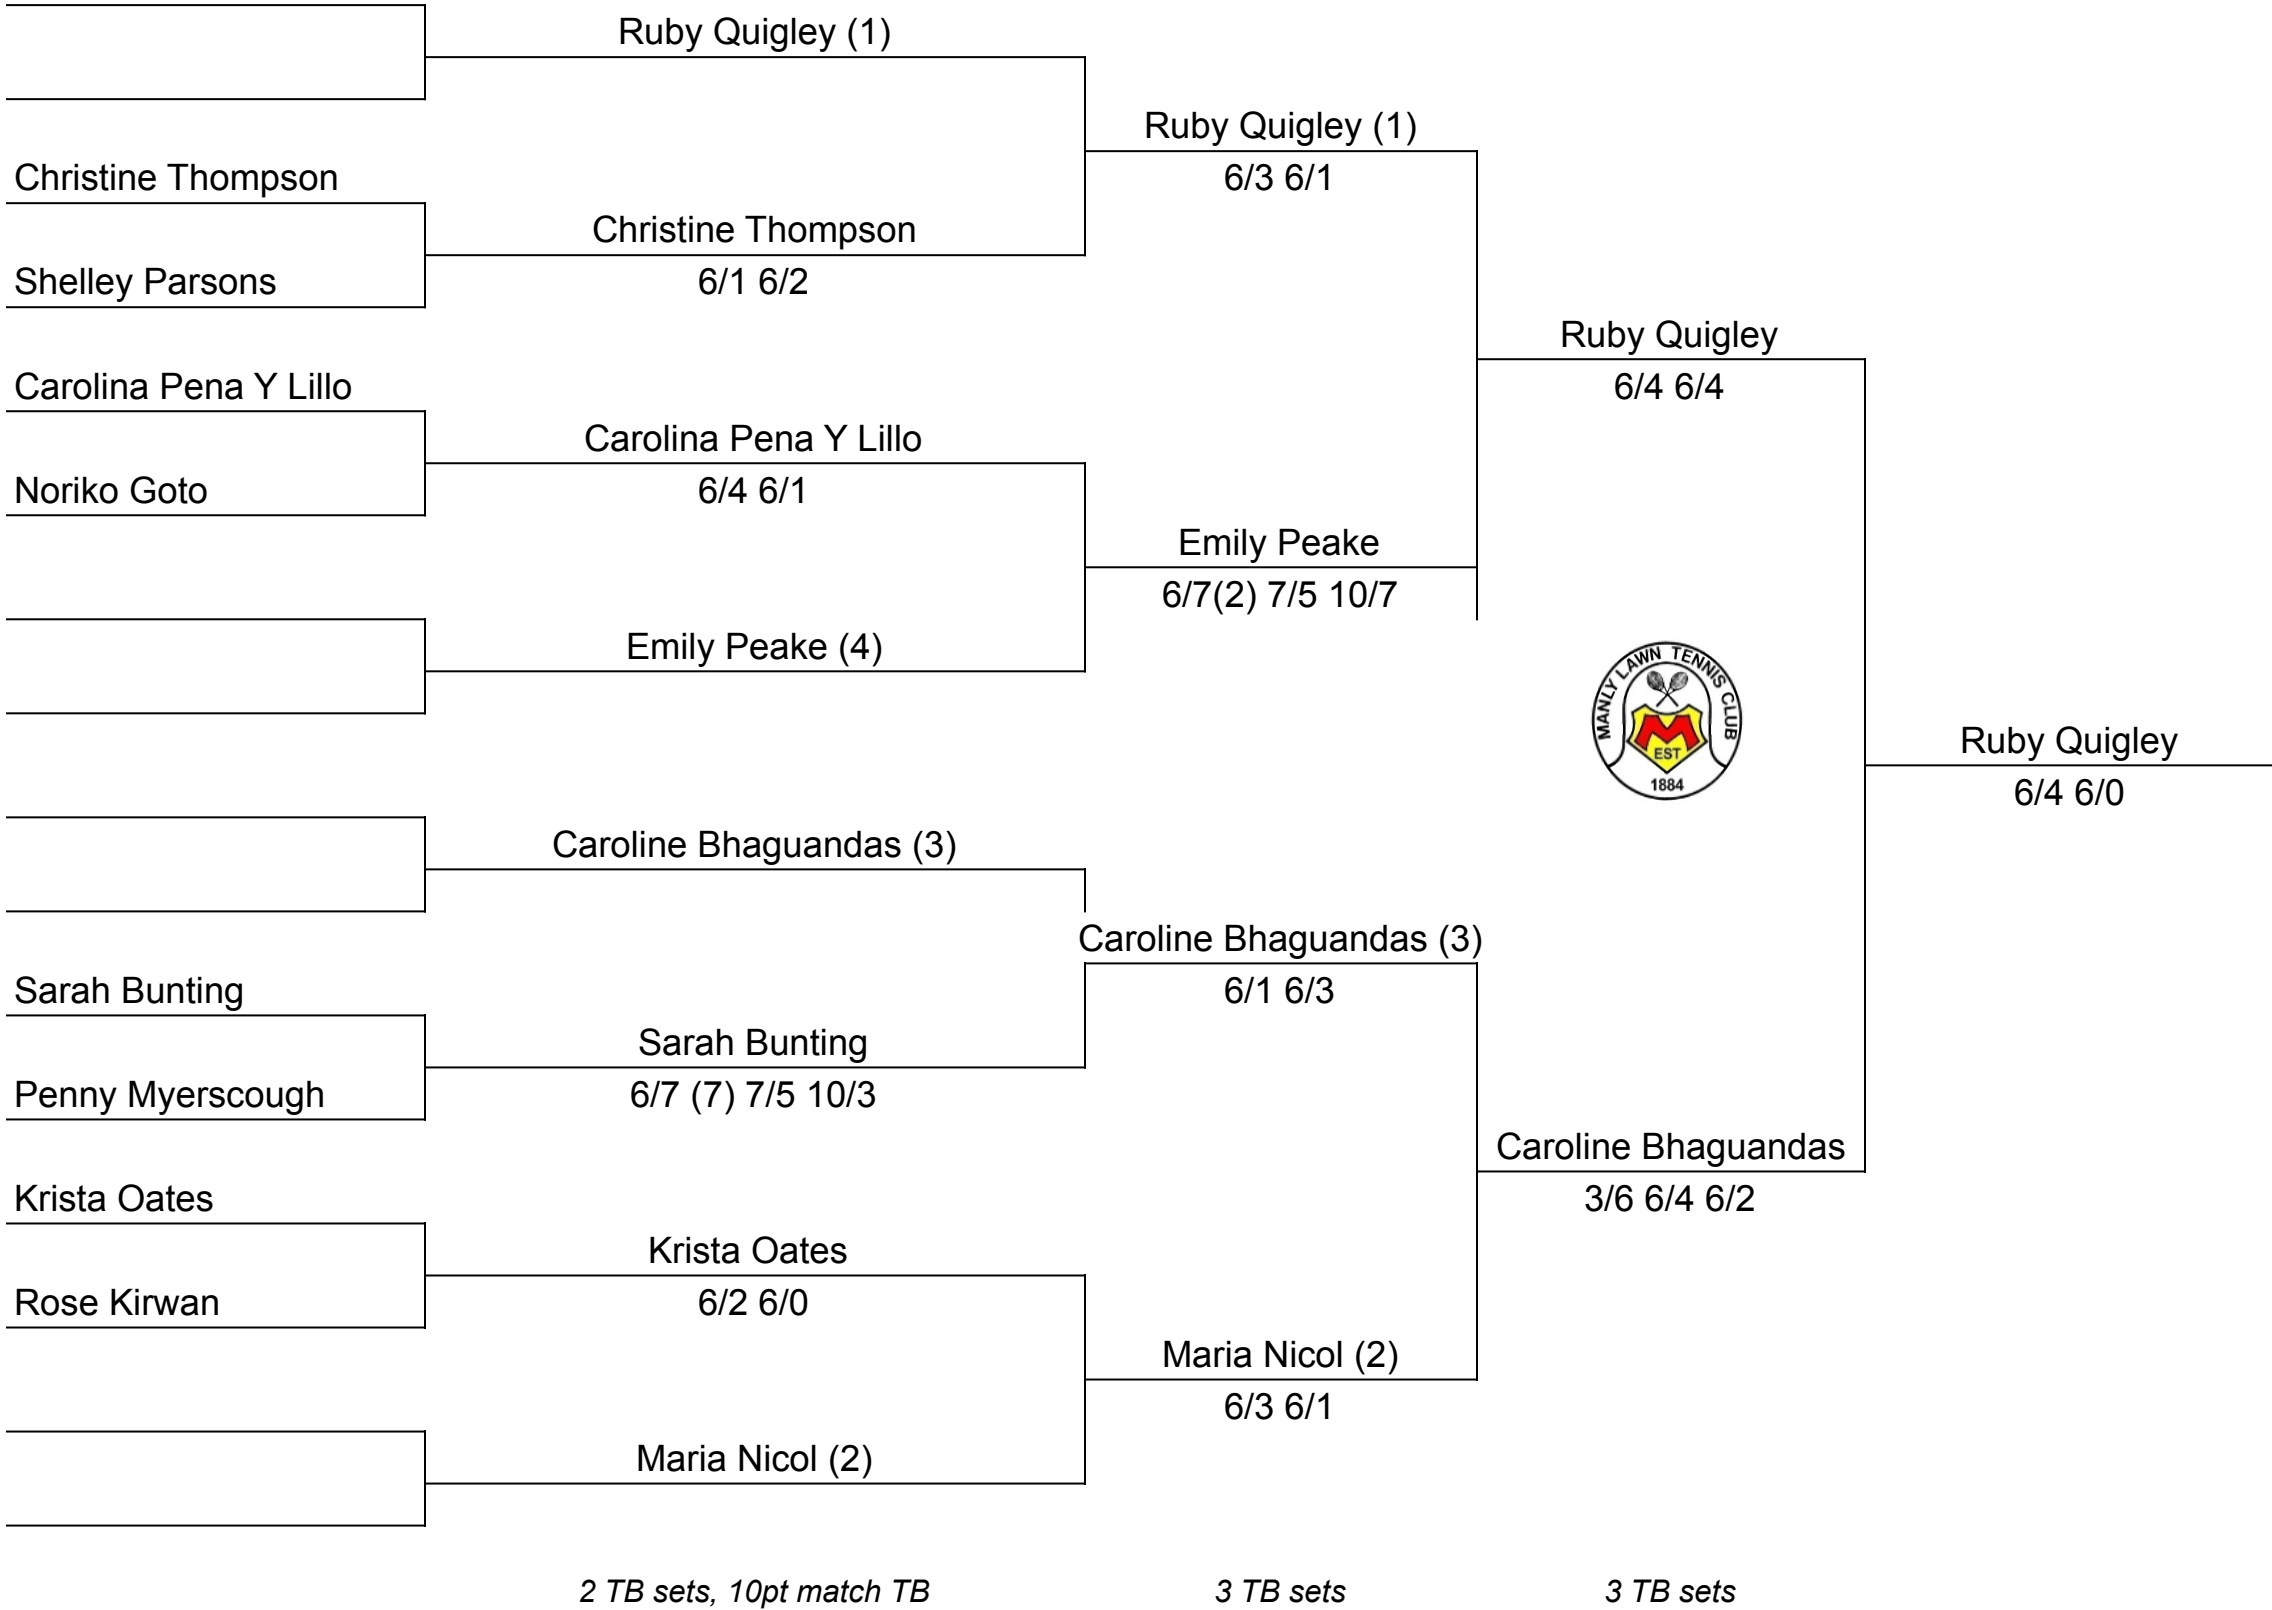 Ruby Quigley (1)
Ruby Quigley (1)
6/3 6/1
Christine Thompson
Christine Thompson
6/1 6/2
Shelley Parsons
Ruby Quigley
6/4 6/4
Carolina Pena Y Lillo
Carolina Pena Y Lillo
6/4 6/1
Noriko Goto
Emily Peake
6/7(2) 7/5 10/7
Emily Peake (4)
MANLY LAWN TENNIS CLUB
M
EST
1884
Ruby Quigley
6/4 6/0
Caroline Bhaguandas (3)
Caroline Bhaguandas (3)
6/1 6/3
Sarah Bunting
Sarah Bunting
6/7 (7) 7/5 10/3
Penny Myerscough
Caroline Bhaguandas
3/6 6/4 6/2
Krista Oates
Krista Oates
6/2 6/0
Rose Kirwan
Maria Nicol (2)
6/3 6/1
Maria Nicol (2)
2 TB sets, 10pt match TB
3 TB sets
3 TB sets